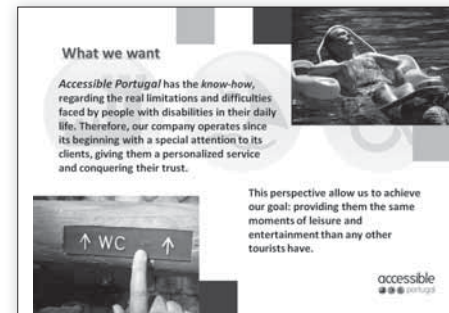 What we want
Accessible Portugal has the know-how,
regarding the real limitations and difficulties
faced by people with disabilities in their daily
life. Therefore, our company operates since
its beginning with a special attention to its
clients, giving them a personalized service
and conquering their trust.
This perspective allow us to achieve
our goal: providing them the same
moments of leisure and
entertainment than any other
tourists have.
↑ WC ↑
accessible
portugal